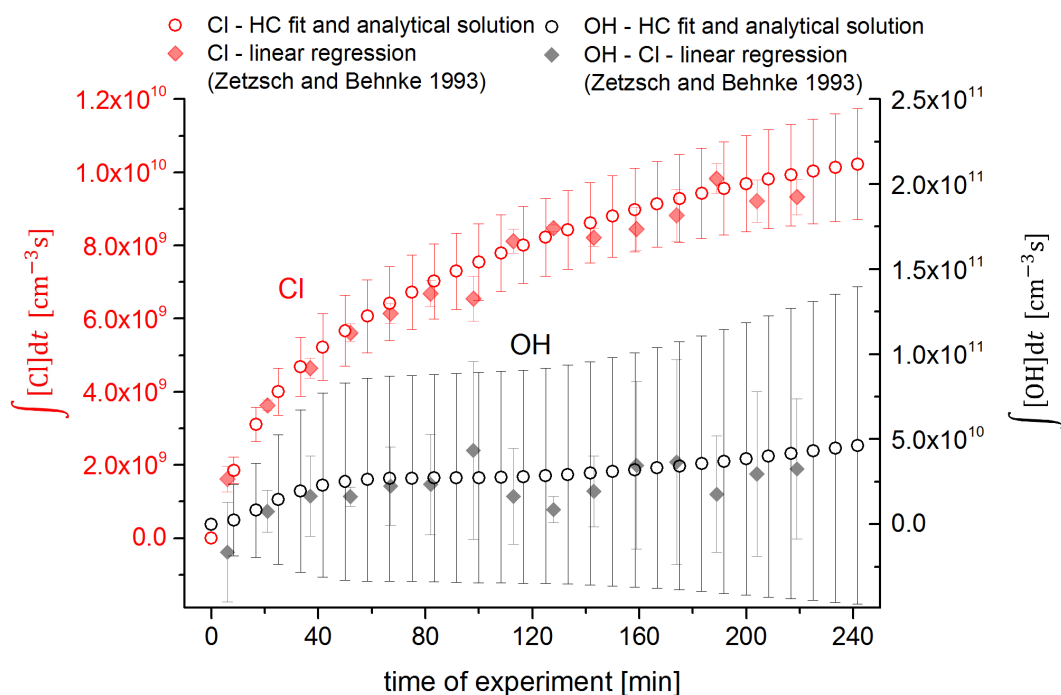 Cl - HC fit and analytical solution
Cl - linear regression
(Zetzsch and Behnke 1993)
OH - HC fit and analytical solution
OH - Cl - linear regression
(Zetzsch and Behnke 1993)
1.2x10¹⁰
1.0x10¹⁰
8.0x10⁹
6.0x10⁹
4.0x10⁹
2.0x10⁹
0.0
∫ [Cl]dt [cm⁻³s]
Cl
OH
2.5x10¹¹
2.0x10¹¹
1.5x10¹¹
1.0x10¹¹
5.0x10¹⁰
0.0
∫ [OH]dt [cm⁻³s]
0 40 80 120 160 200 240
time of experiment [min]